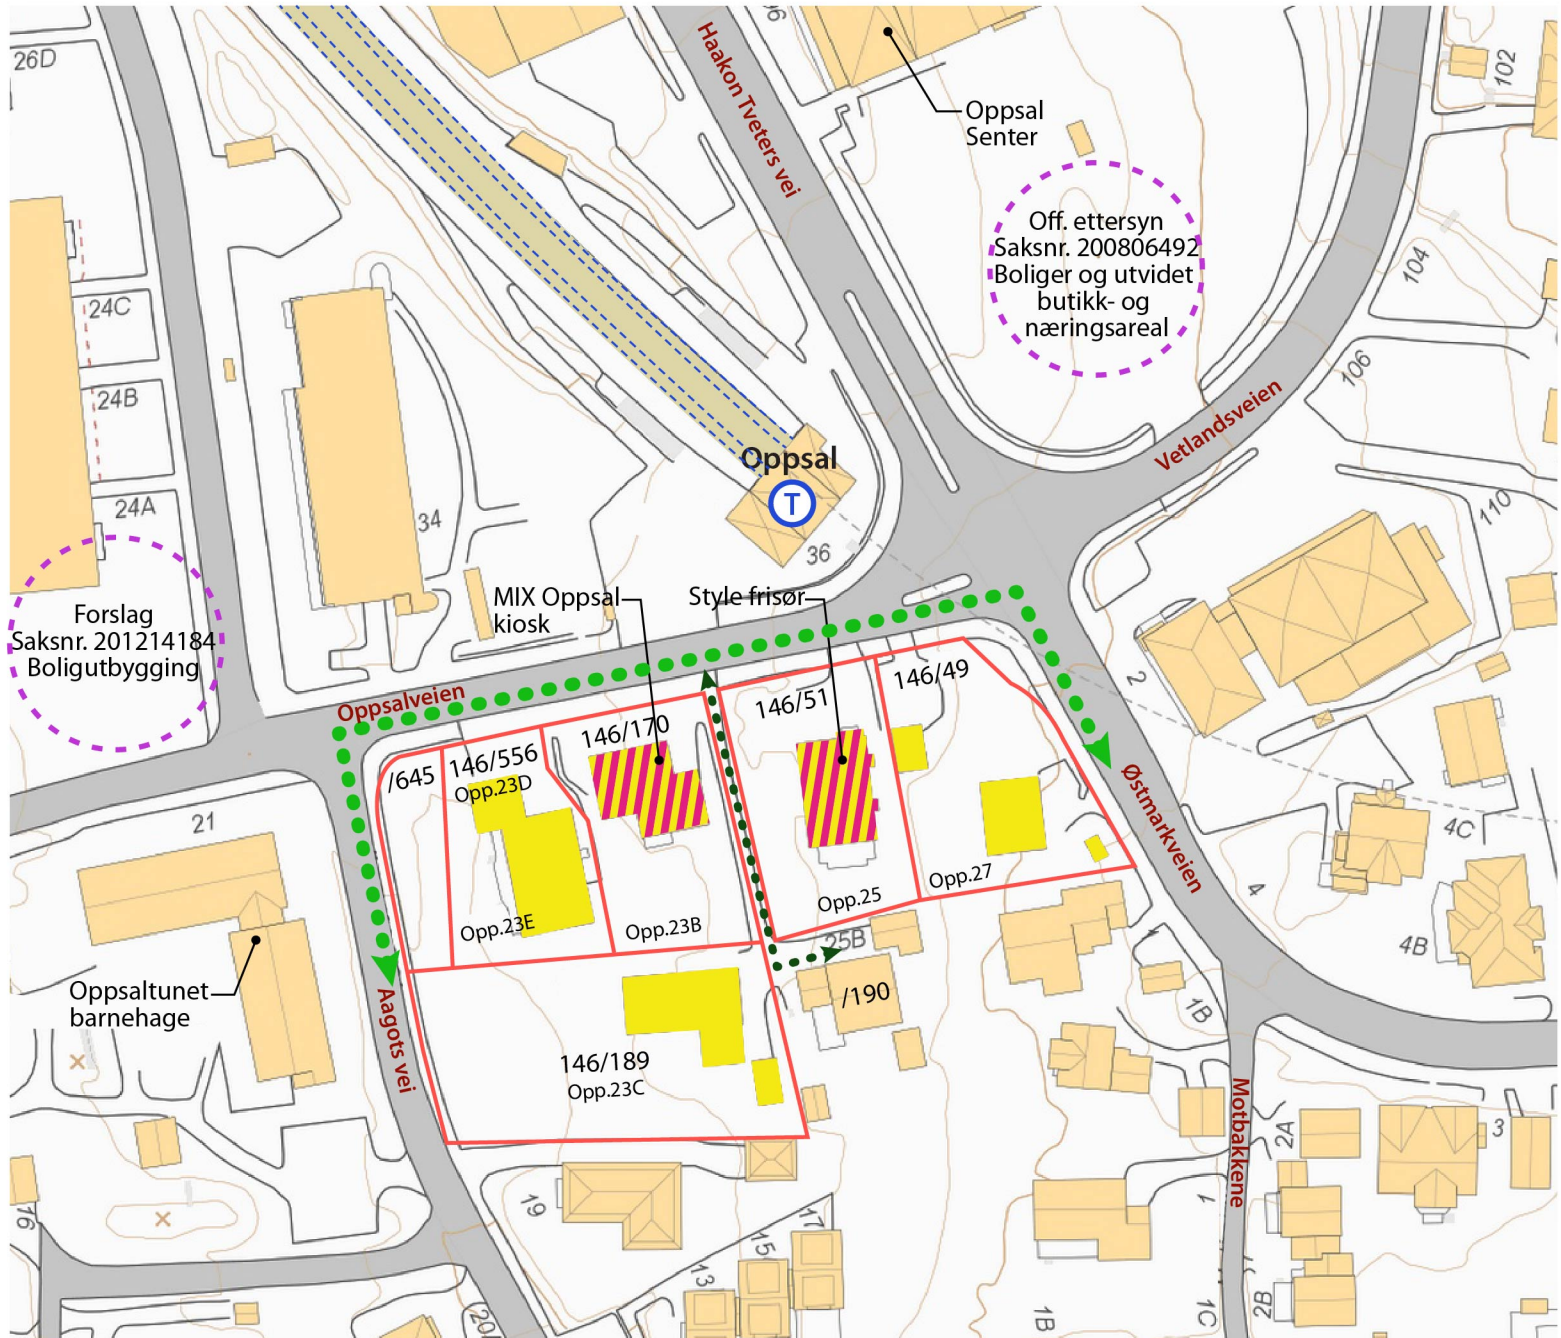 26D
96
Haakon Tveters vei
Oppsal
Senter
102
Off. ettersyn
Saksnr. 200806492
Boliger og utvidet
butikk- og
næringsareal
104
24C
24B
24A
34
106
Vetlandsveien
110
Oppsal
T
36
Forslag
Saksnr. 201214184
Boligutbygging
MIX Oppsal
kiosk
Style frisør
Oppsalveien
2
146/49
146/51
146/170
146/556
Opp.23D
/645
Østmarkveien
21
4C
4
4B
Opp.27
Opp.25
Opp.23B
Opp.23E
25B
1
/190
1B
Oppsaltunet
barnehage
Aagots vei
146/189
Opp.23C
Motbakkene
2A
3
1
19
17
15
13
16
20A
1B
1C
2B